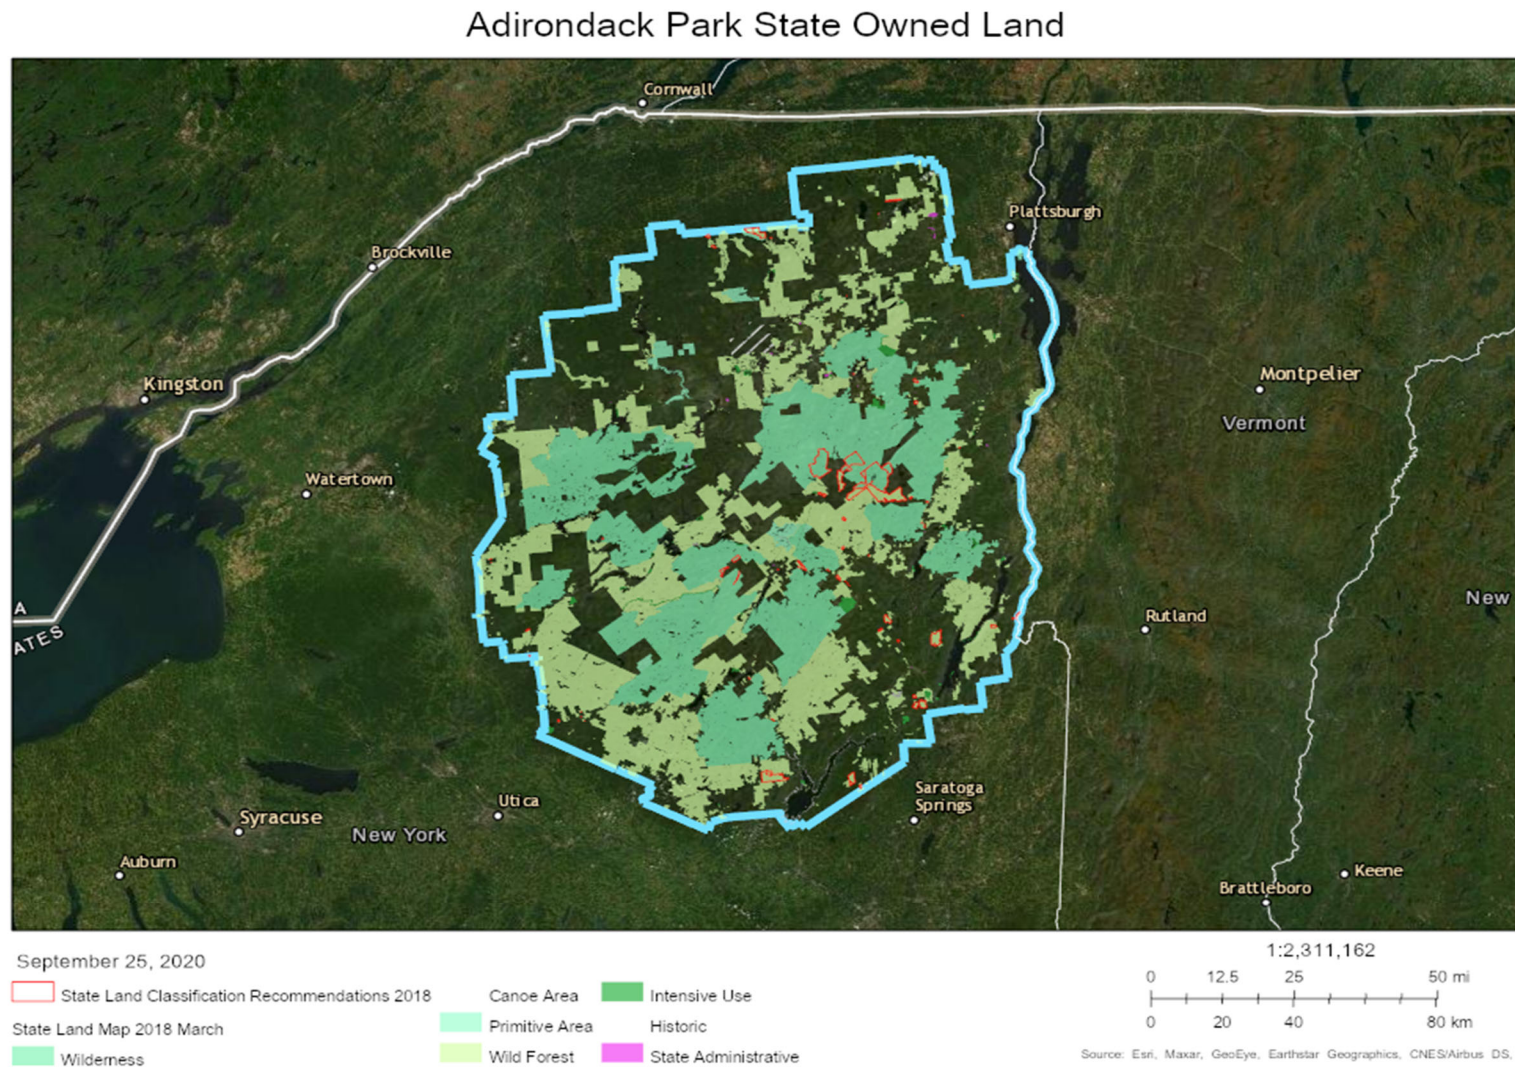 Adirondack Park State Owned Land
Cornwall
Plattsburgh
Brockville
Kingston
Montpelier
Vermont
Watertown
A
ATES
New
Rutland
Saratoga
Springs
Utica
Syracuse
New York
Auburn
Keene
Brattleboro
September 25, 2020
State Land Classification Recommendations 2018
State Land Map 2018 March
Wilderness
Canoe Area
Primitive Area
Wild Forest
Intensive Use
Historic
State Administrative
1:2,311,162
0 12.5 25 50 mi
0 20 40 80 km
Source: Esri, Maxar, GeoEye, Earthstar Geographics, CNES/Airbus DS,